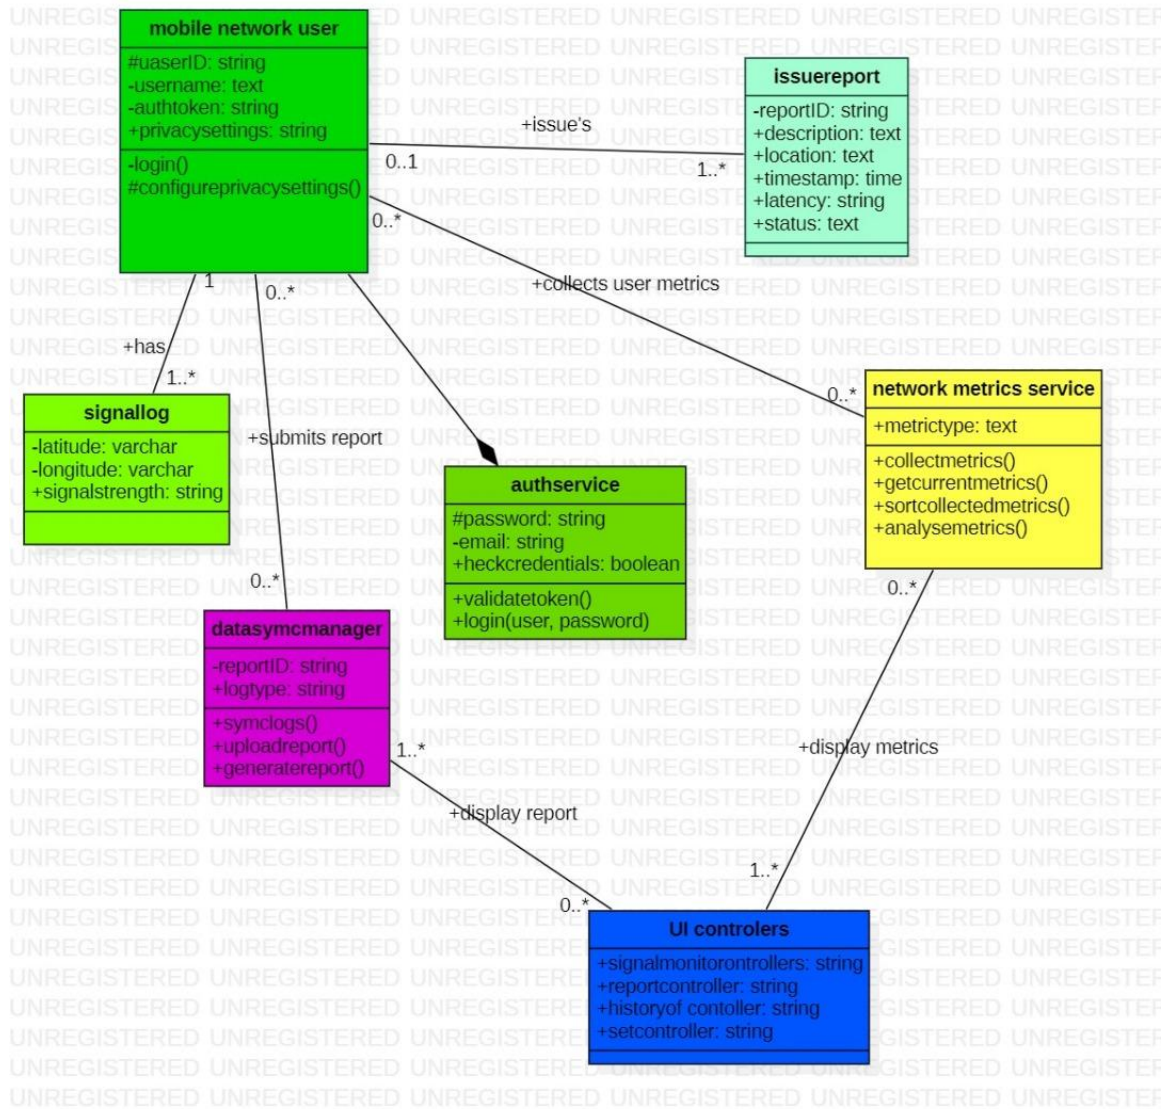 mobile network user
#uaserID: string
-username: text
-authtoken: string
+privacysettings: string
-login()
#configureprivacysettings()
issuereport
-reportID: string
+description: text
+location: text
+timestamp: time
+latency: string
+status: text
+issue's
0..1
1..*
0..*
+collects user metrics
0..*
1
0..*
+has
1..*
+submits report
0..*
signallog
-latitude: varchar
-longitude: varchar
+signalstrength: string
network metrics service
+metrictype: text
+collectmetrics()
+getcurrentmetrics()
+sortcollectedmetrics()
+analysemetrics()
authservice
#password: string
-email: string
+heckcredentials: boolean
+validatetoken()
+login(user, password)
datasymcmanager
-reportID: string
+logtype: string
+symclogs()
+uploadreport()
+generatereport()
0..*
+display metrics
1..*
1..*
+display report
0..*
UI controlers
+signalmonitorontrollers: string
+reportcontroller: string
+historyof contoller: string
+setcontroller: string
UNREGISTERED